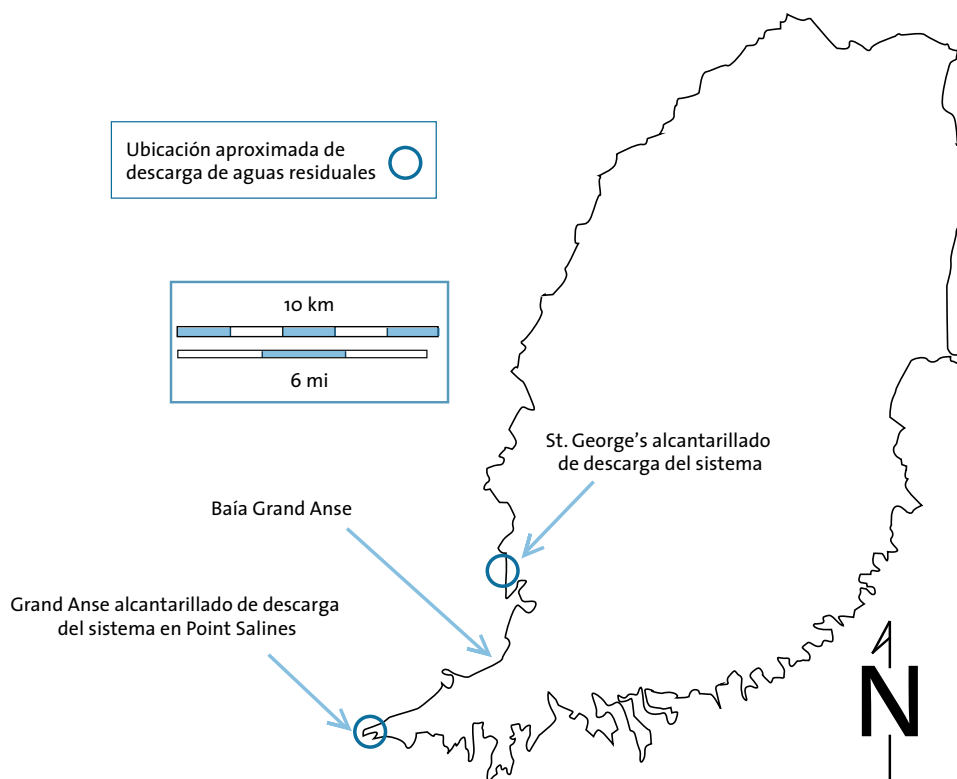 Ubicación aproximada de
descarga de aguas residuales
10 km
6 mi
St. George’s alcantarillado
de descarga del sistema
Baía Grand Anse
Grand Anse alcantarillado de descarga
del sistema en Point Salines
N